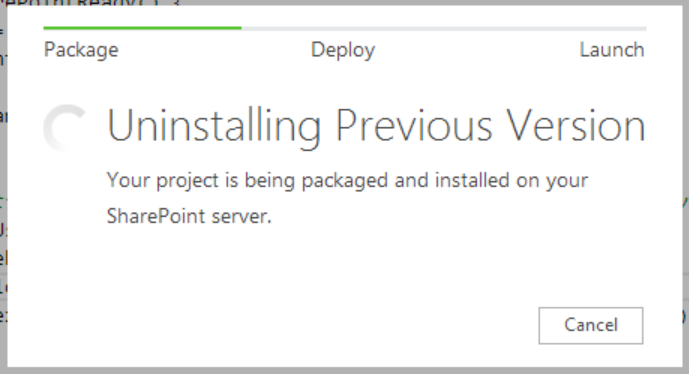 Package Deploy Launch
Uninstalling Previous Version
Your project is being packaged and installed on your
SharePoint server.
Cancel